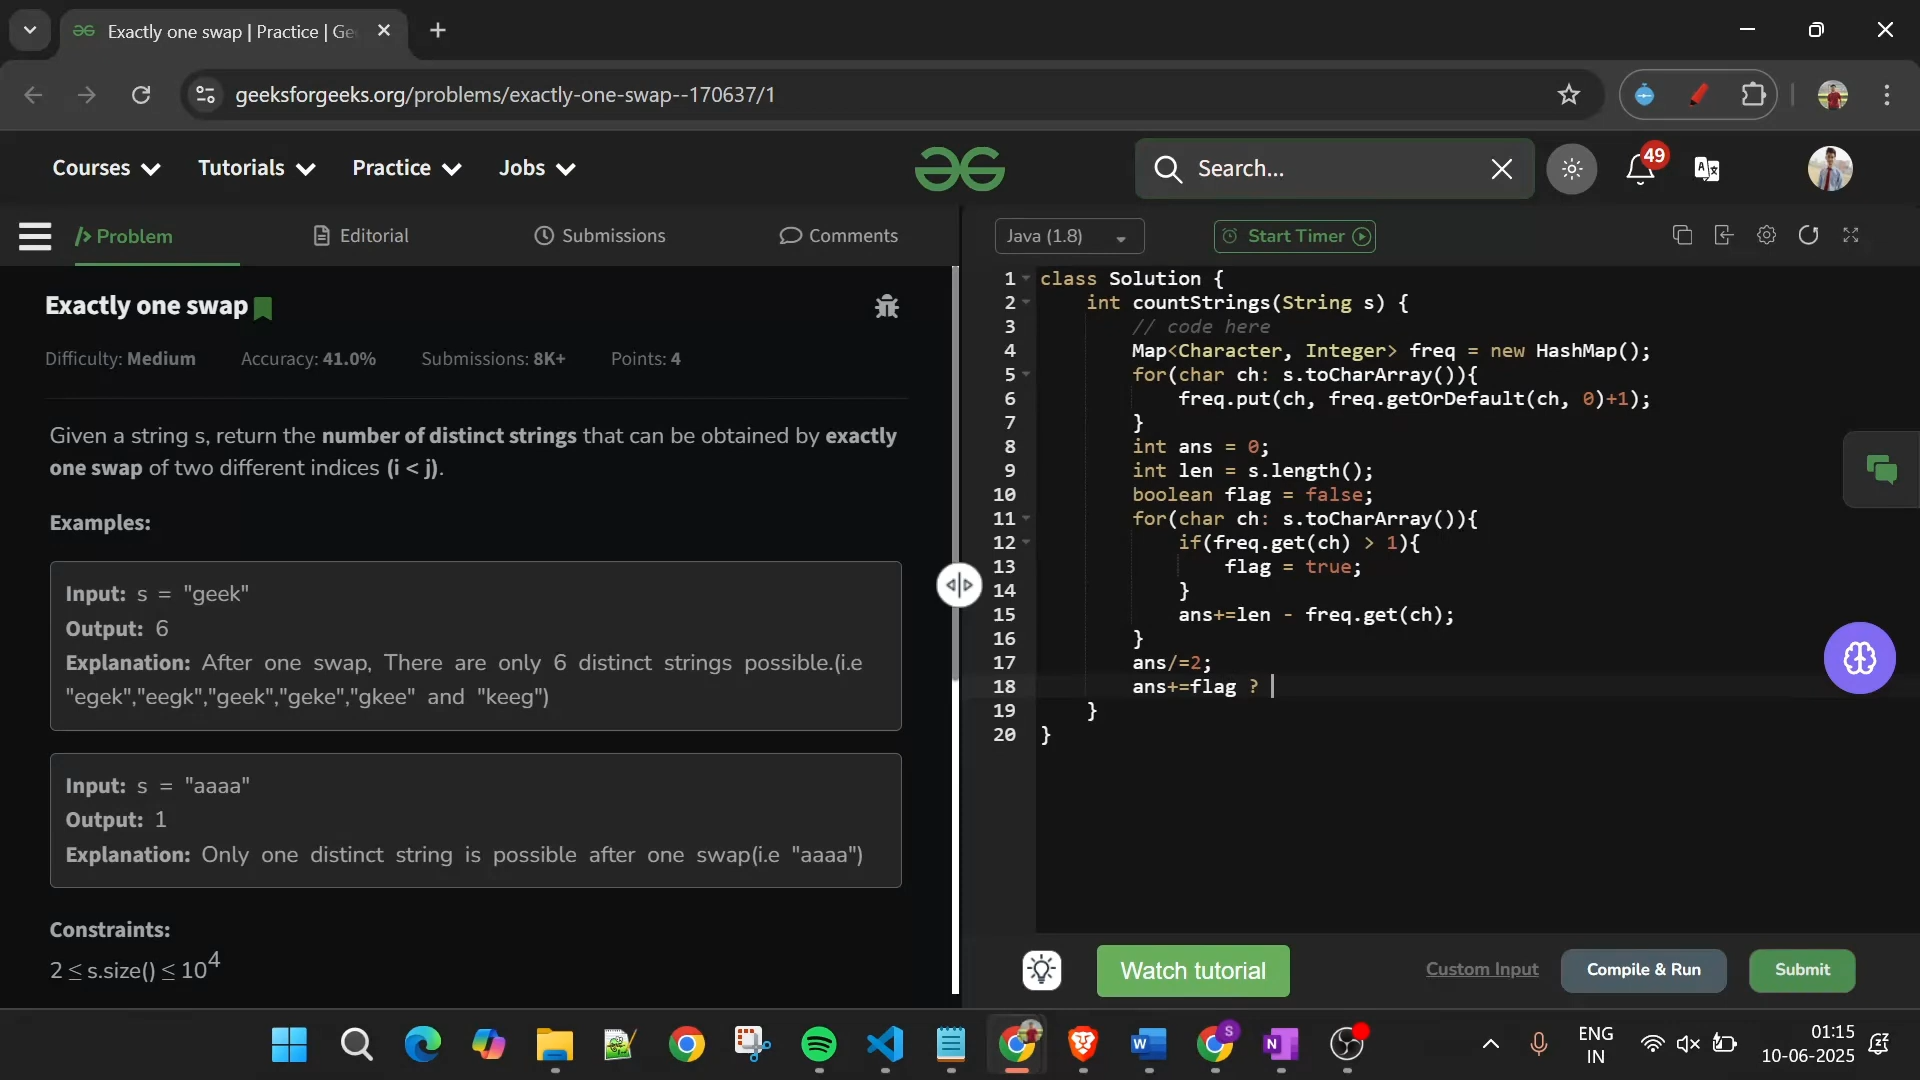 Exactly one swap | Practice | Ge
geeksforgeeks.org/problems/exactly-one-swap--170637/1
Courses
Tutorials
Practice
Jobs
Search...
49
Problem
Editorial
Submissions
Comments
Java (1.8)
Start Timer
Exactly one swap
Difficulty: Medium
Accuracy: 41.0%
Submissions: 8K+
Points: 4
Given a string s, return the number of distinct strings that can be obtained by exactly
one swap of two different indices (i < j).
Examples:
Input: s = "geek"
Output: 6
Explanation: After one swap, There are only 6 distinct strings possible.(i.e
"egek","eegk","geek","geke","gkee" and "keeg")
Input: s = "aaaa"
Output: 1
Explanation: Only one distinct string is possible after one swap(i.e "aaaa")
Constraints:
2 ≤ s.size() ≤ 10^4
1 class Solution {
2 int countStrings(String s) {
3 // code here
4 Map<Character, Integer> freq = new HashMap();
5 for(char ch: s.toCharArray()){
6 freq.put(ch, freq.getOrDefault(ch, 0)+1);
7 }
8 int ans = 0;
9 int len = s.length();
10 boolean flag = false;
11 for(char ch: s.toCharArray()){
12 if(freq.get(ch) > 1){
13 flag = true;
14 }
15 ans+=len - freq.get(ch);
16 }
17 ans/=2;
18 ans+=flag ?
19 }
20 }
Watch tutorial
Custom Input
Compile & Run
Submit
ENG
IN
01:15
10-06-2025